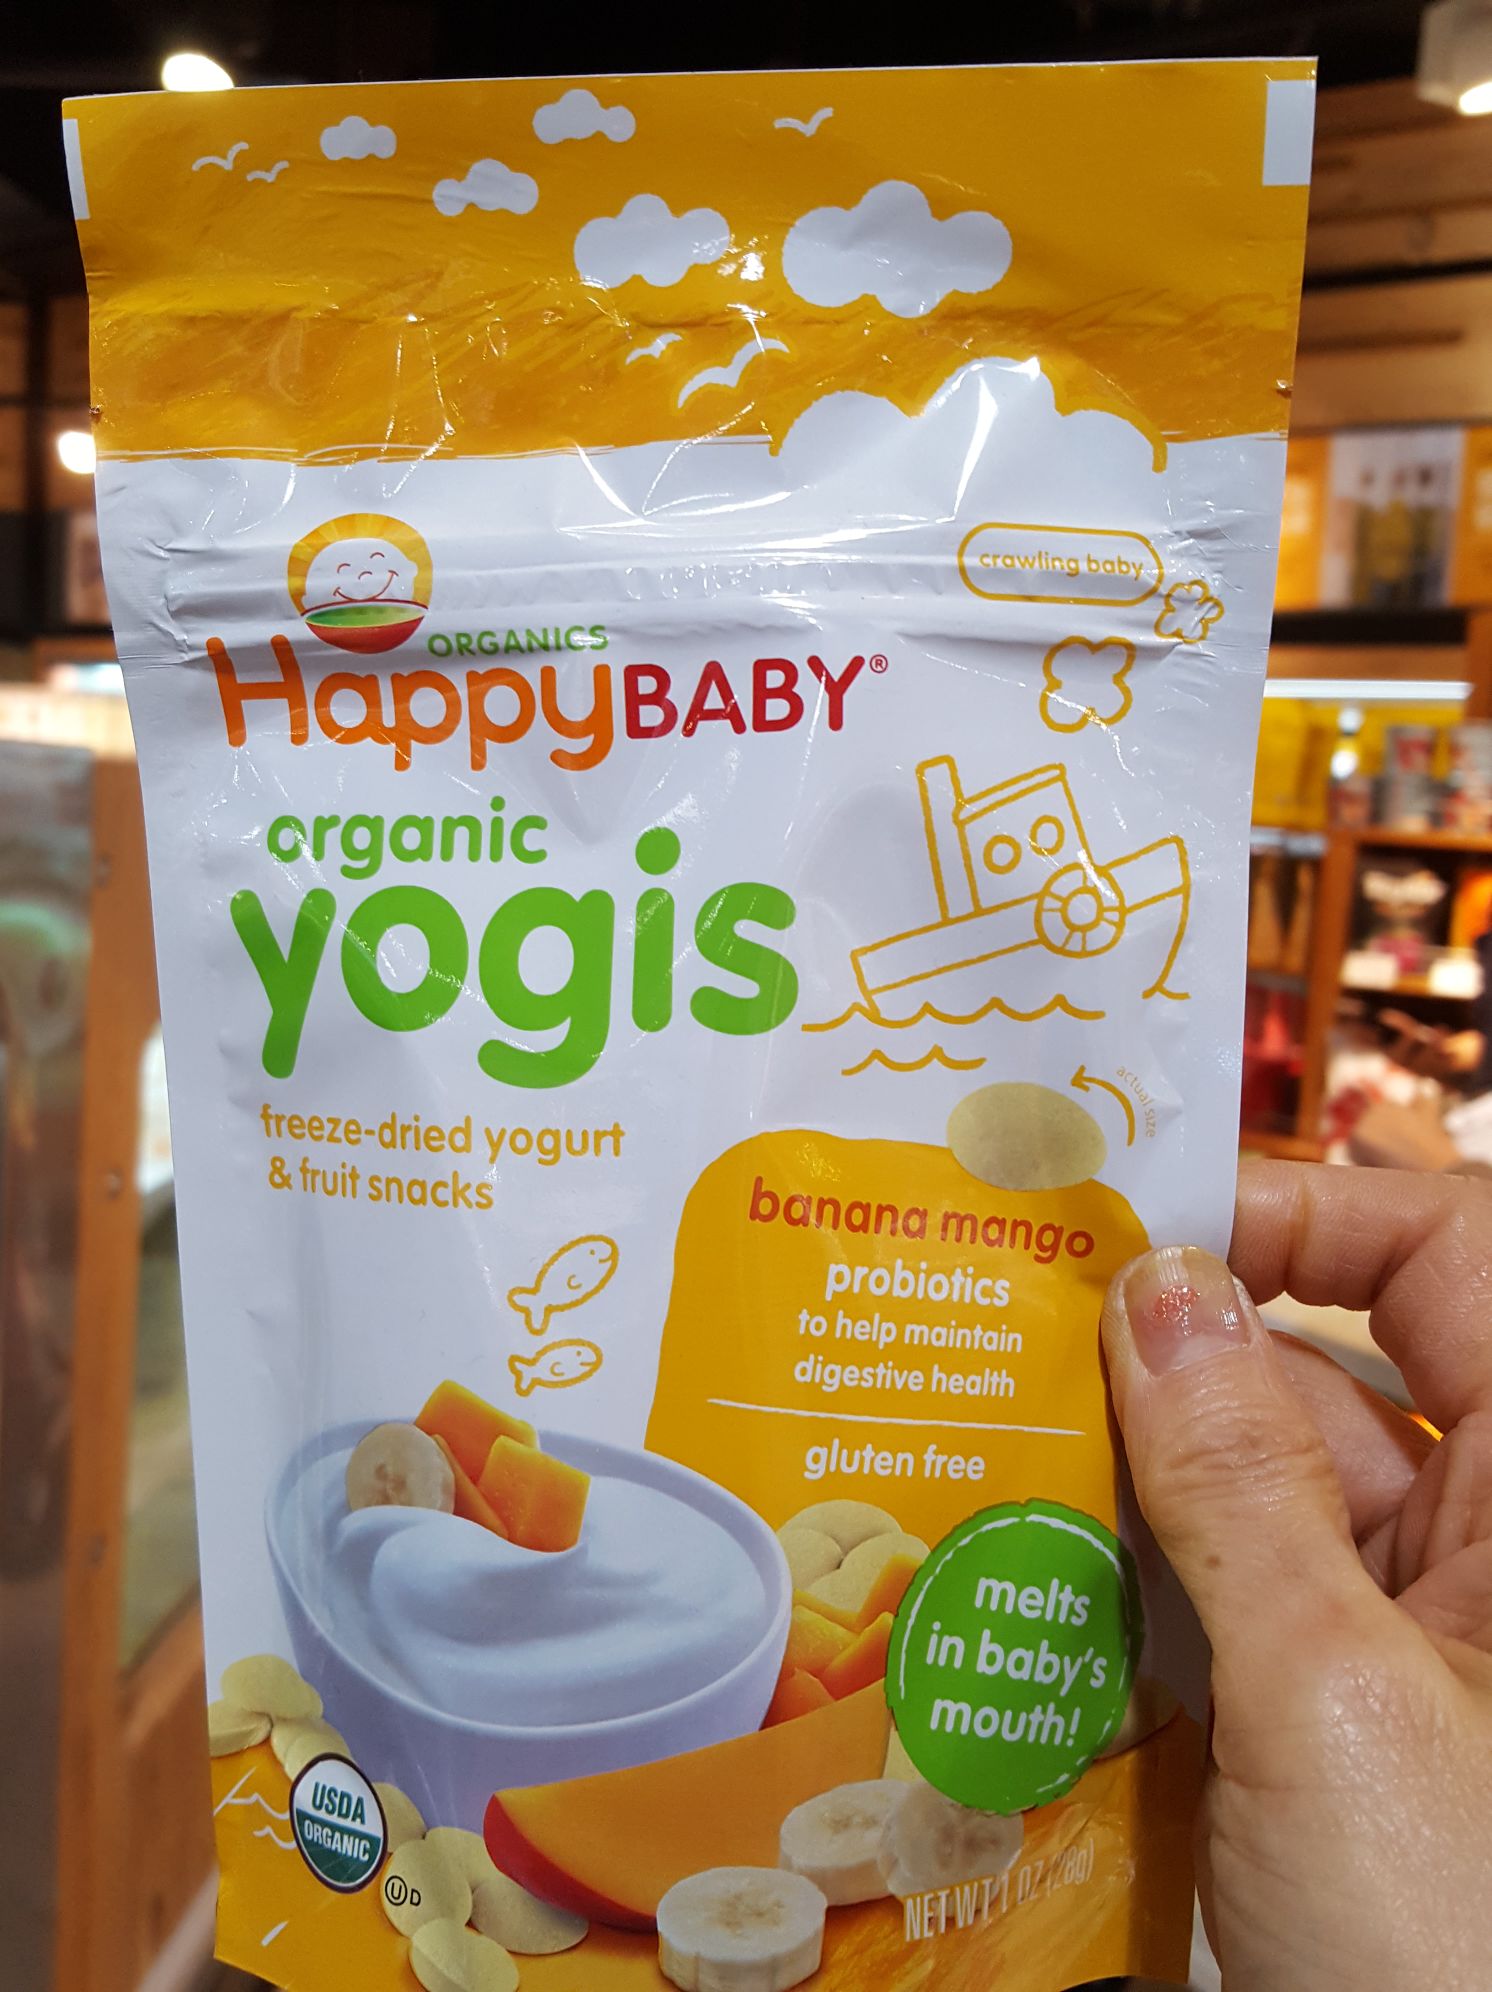 crawling baby
ORGANICS
HappyBABY®
organic
yogis
actual size
freeze-dried yogurt
& fruit snacks
banana mango
probiotics
to help maintain
digestive health
gluten free
melts
in baby's
mouth!
USDA
ORGANIC
U D
NET WT 1 OZ (28g)